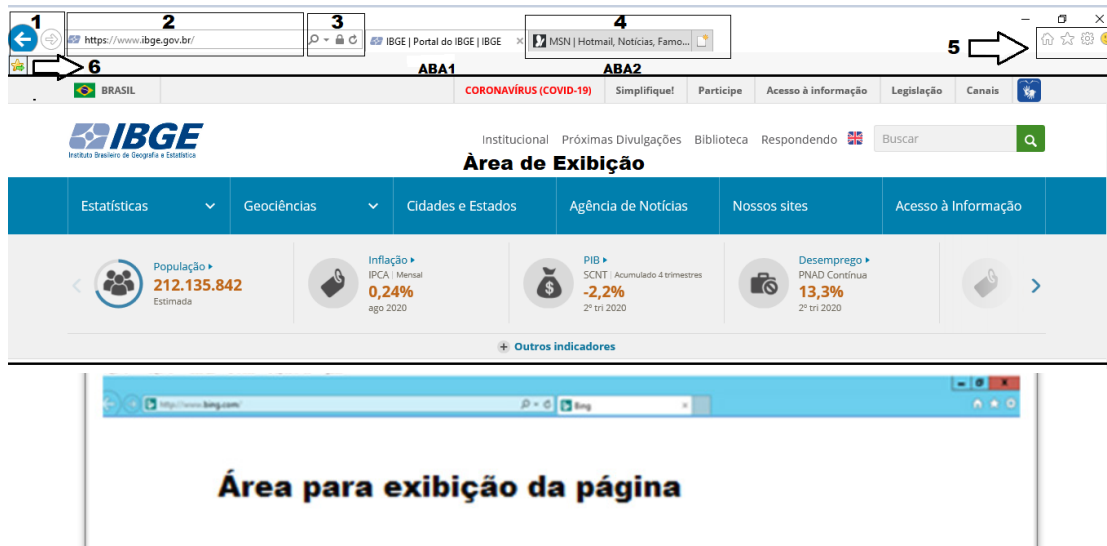 1 2 3 4
https://www.ibge.gov.br/ IBGE | Portal do IBGE | IBGE × MSN | Hotmail, Notícias, Famo...
5
6 ABA1 ABA2
BRASIL CORONAVÍRUS (COVID-19) Simplifique! Participe Acesso à informação Legislação Canais
IBGE
Instituto Brasileiro de Geografia e Estatística
Institucional Próximas Divulgações Biblioteca Respondendo Buscar
Àrea de Exibição
Estatísticas Geociências Cidades e Estados Agência de Notícias Nossos sites Acesso à Informação
População Inflação PIB Desemprego
212.135.842 IPCA | Mensal SCNT | Acumulado 4 trimestres PNAD Contínua
Estimada 0,24% -2,2% 13,3%
ago 2020 2º tri 2020 2º tri 2020
+ Outros indicadores
http://www.bing.com/ Bing ×
Área para exibição da página